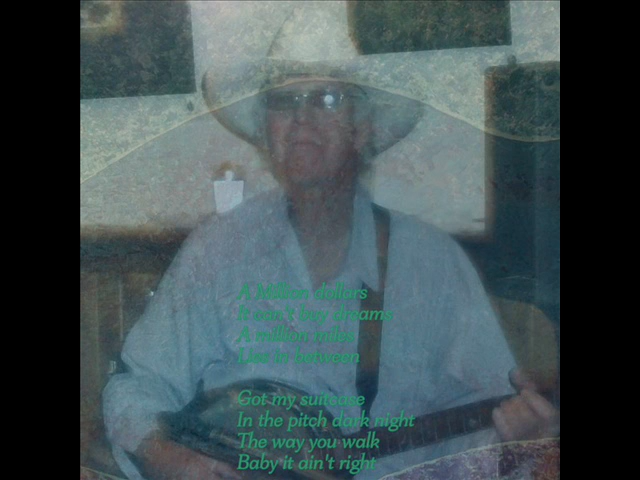 A Million dollars
It can't buy dreams
A million miles
Lies in between
Got my suitcase
In the pitch dark night
The way you walk
Baby it ain't right